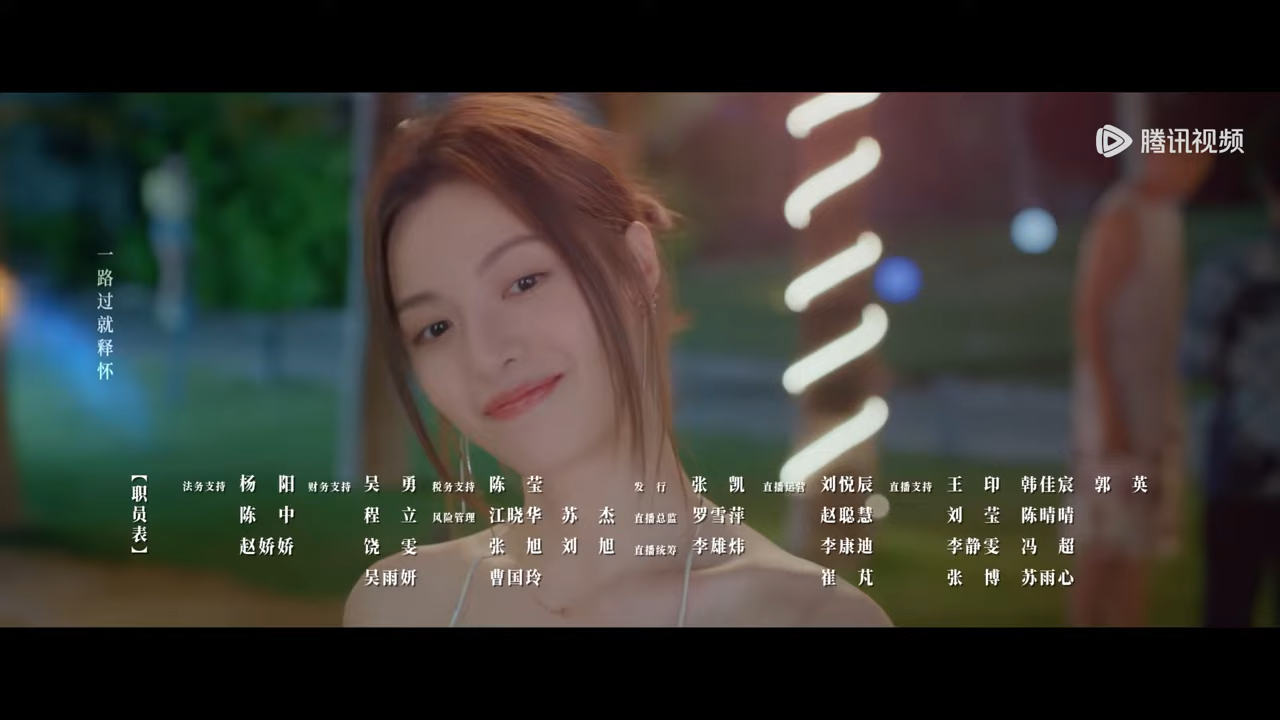 腾讯视频
一路过就释怀
【职员表】
法务支持 杨 阳 财务支持 吴 勇 税务支持 陈 莹 发 行 张 凯 直播运营 刘悦辰 直播支持 王 印 韩佳宸 郭 英
陈 中 程 立 风险管理 江晓华 苏 杰 直播总监 罗雪萍 赵聪慧 刘 莹 陈晴晴
赵娇娇 饶 雯 张 旭 刘 旭 直播统筹 李雄炜 李康迪 李静雯 冯 超
吴雨妍 曹国玲 崔 芃 张 博 苏雨心